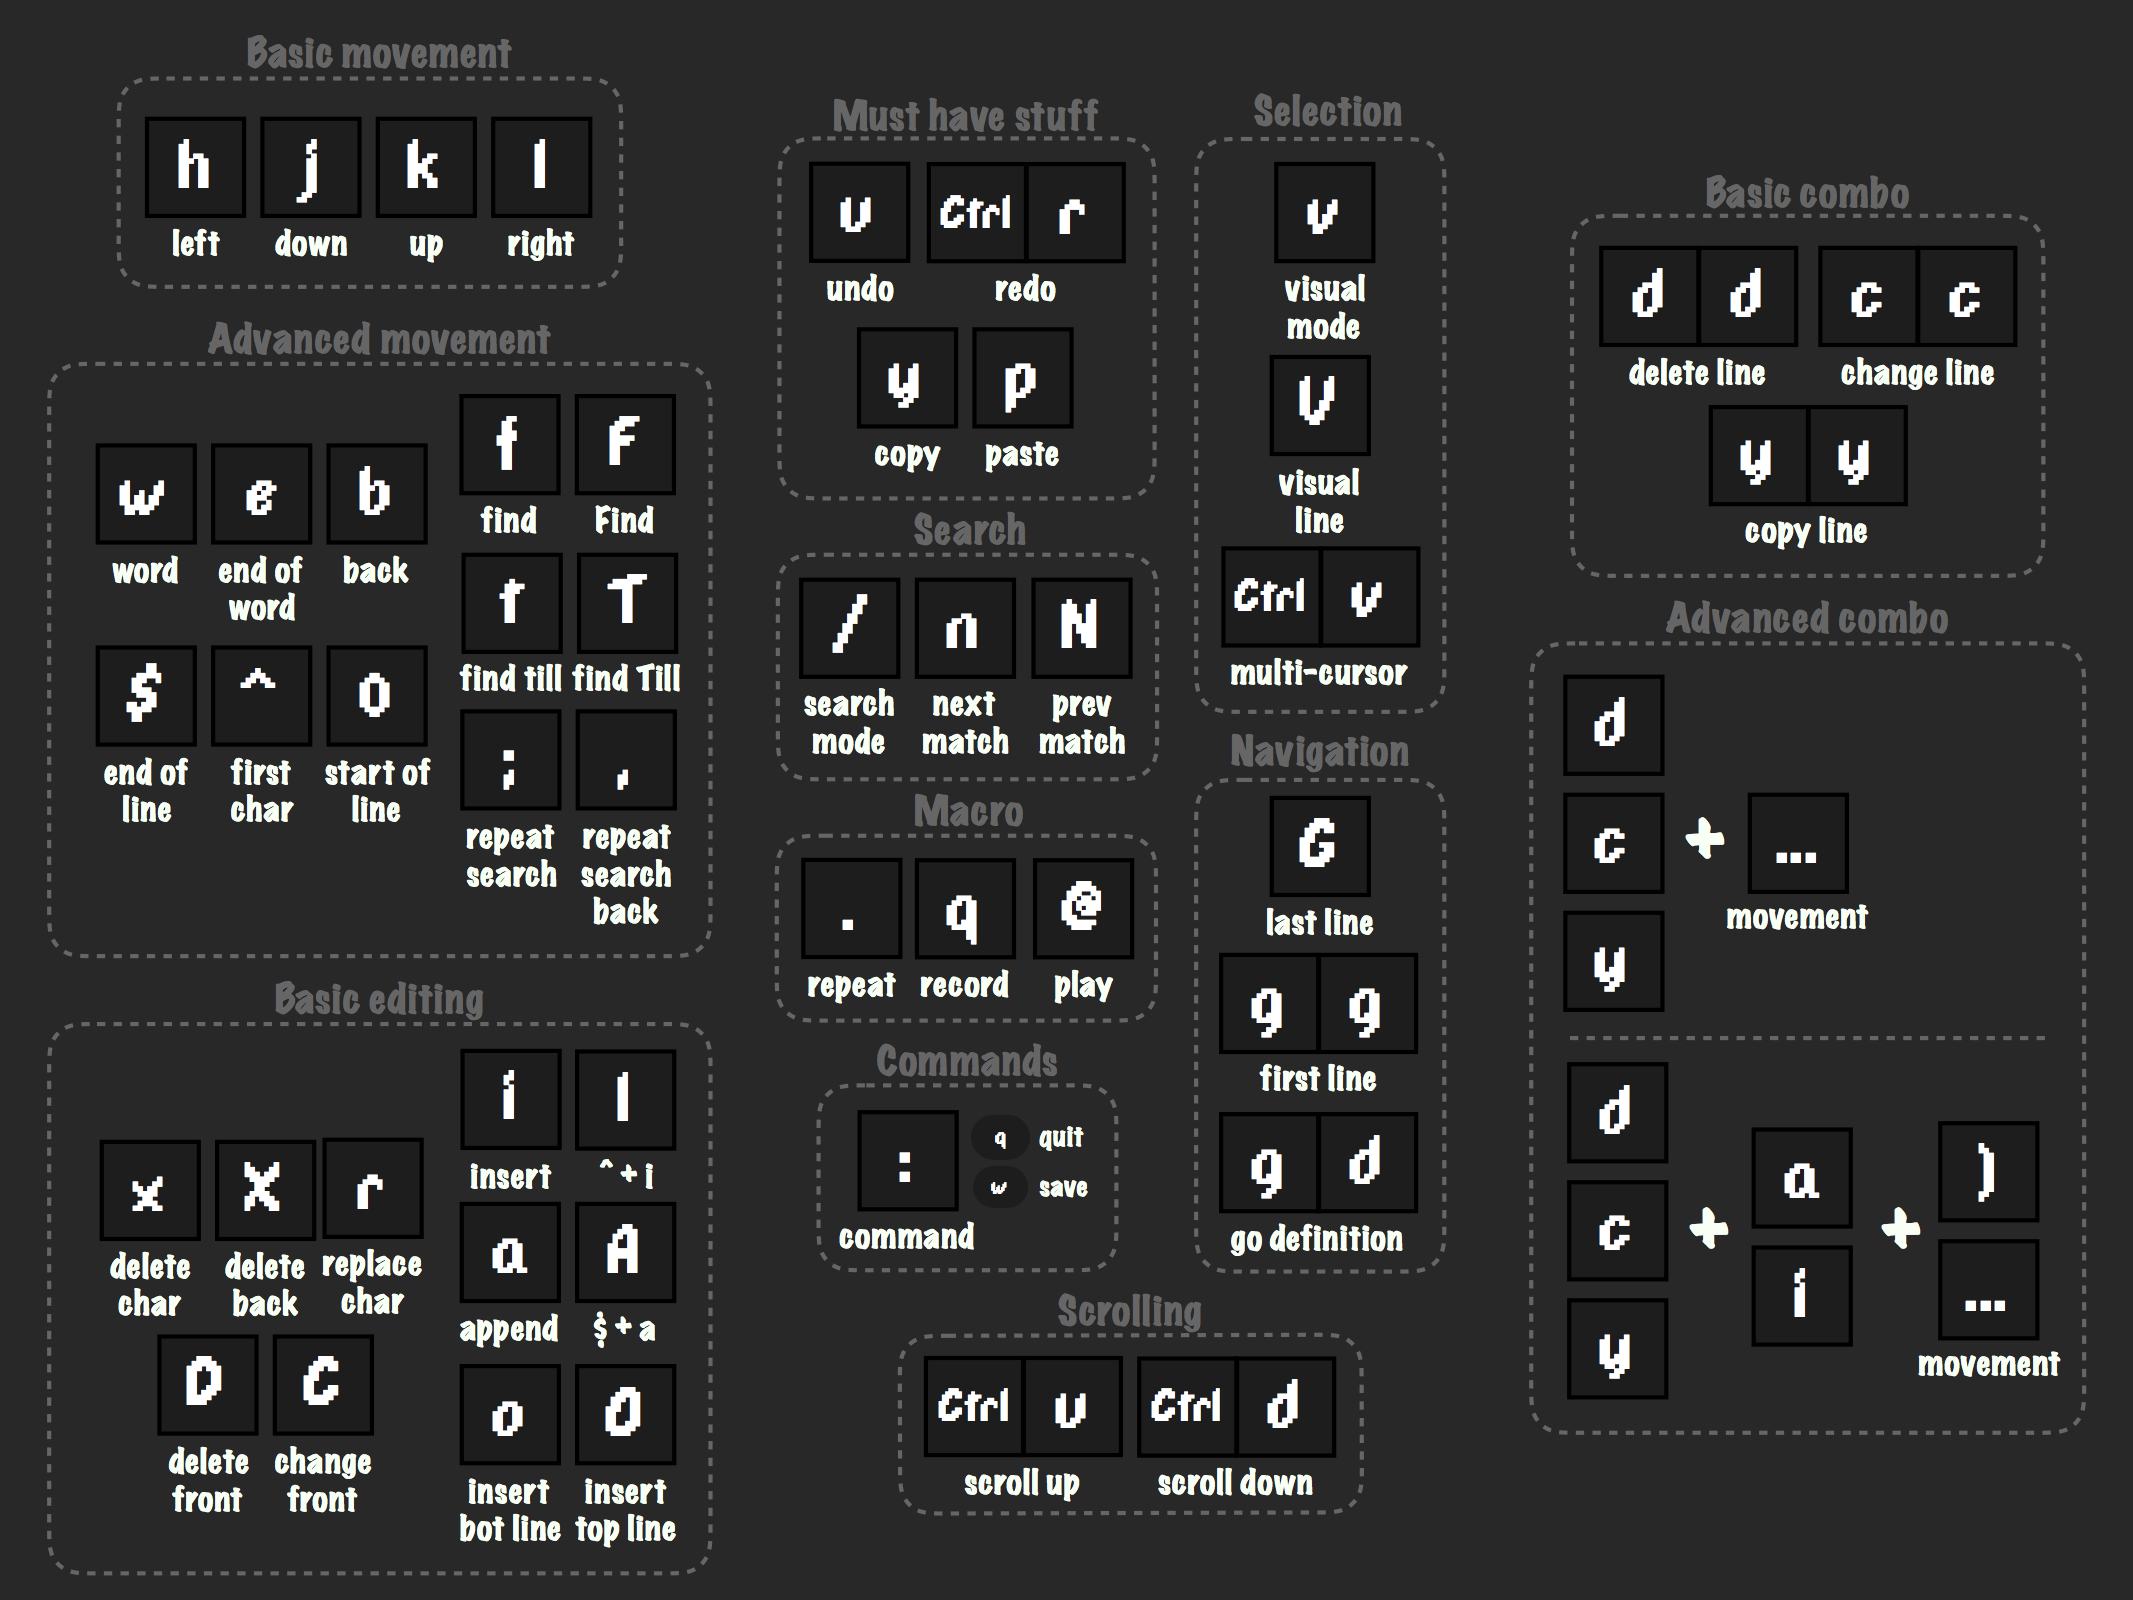 Basic movement
h j k l
left down up right
Advanced movement
w e b
word end of word back
$ ^ 0
end of line first char start of line
f F
find Find
t T
find till find Till
; ,
repeat search repeat search back
Basic editing
x X r
delete char delete back replace char
D C
delete front change front
i I
insert ^ + i
a A
append $ + a
o O
insert bot line insert top line
Must have stuff
u Ctrl r
undo redo
y p
copy paste
Search
/ n N
search mode next match prev match
Macro
. q @
repeat record play
Commands
:
command
q quit
w save
Scrolling
Ctrl u Ctrl d
scroll up scroll down
Selection
v
visual mode
V
visual line
Ctrl v
multi-cursor
Navigation
G
last line
g g
first line
g d
go definition
Basic combo
d d c c
delete line change line
y y
copy line
Advanced combo
d
c + ...
movement
y
d
a )
c + +
i ...
movement
y